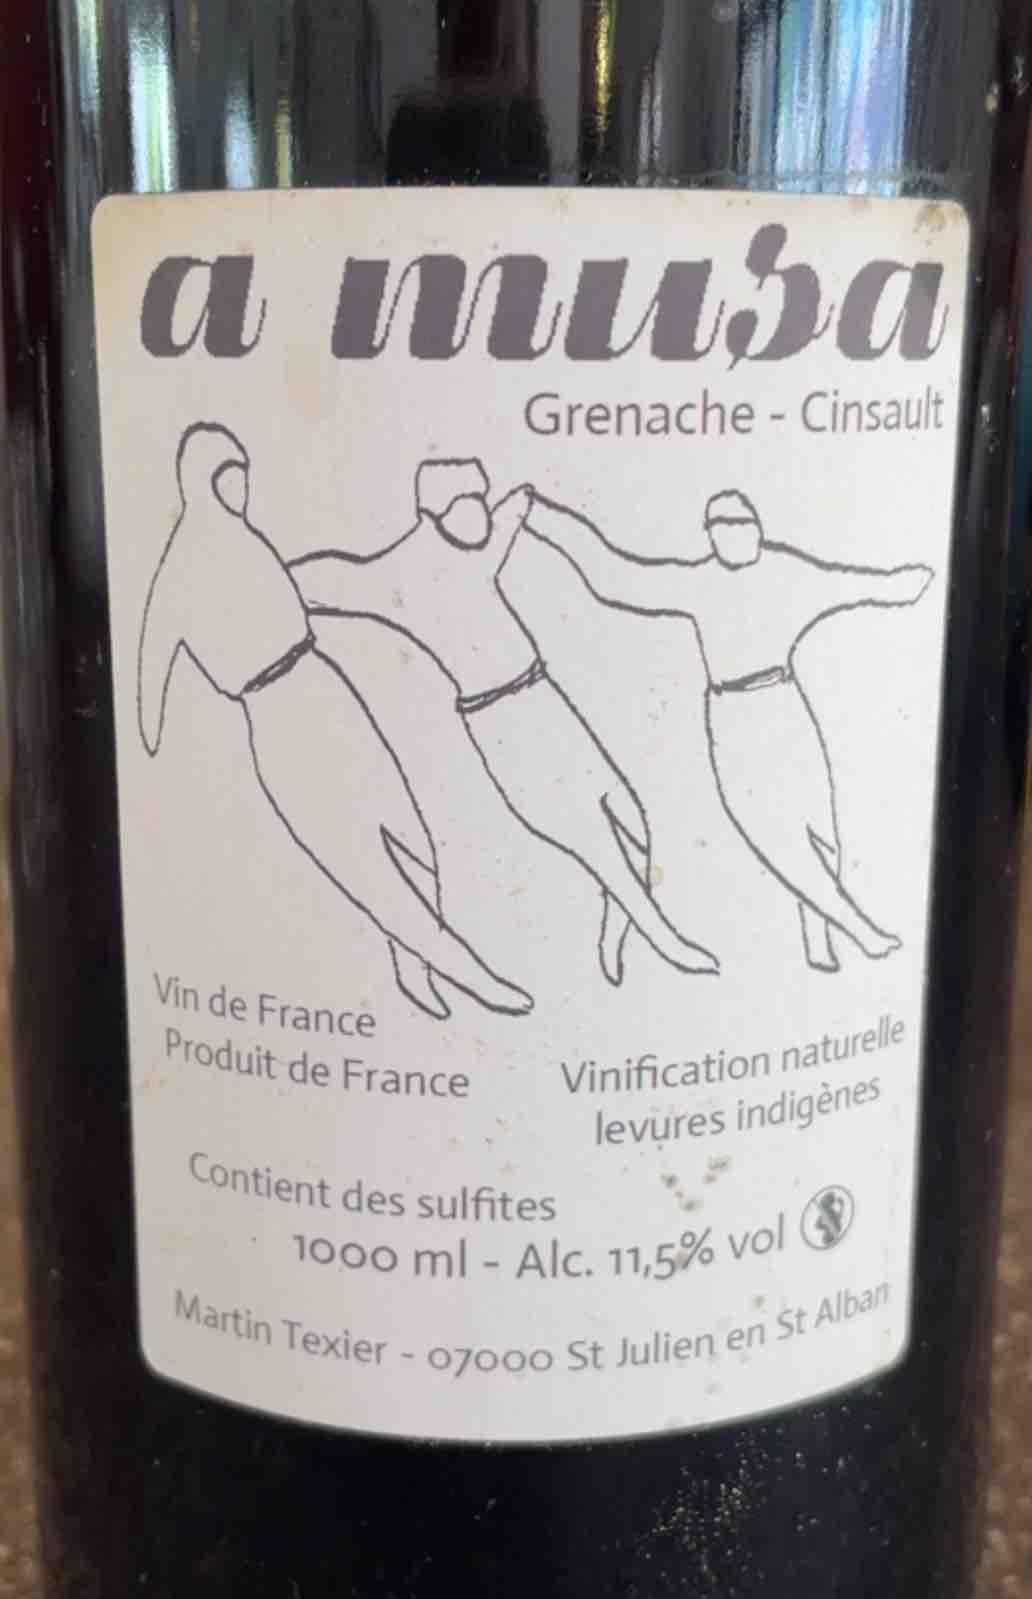 a musa
Grenache - Cinsault
Vin de France
Produit de France
Vinification naturelle
levures indigènes
Contient des sulfites
1000 ml - Alc. 11,5% vol
Martin Texier - 07000 St Julien en St Alban